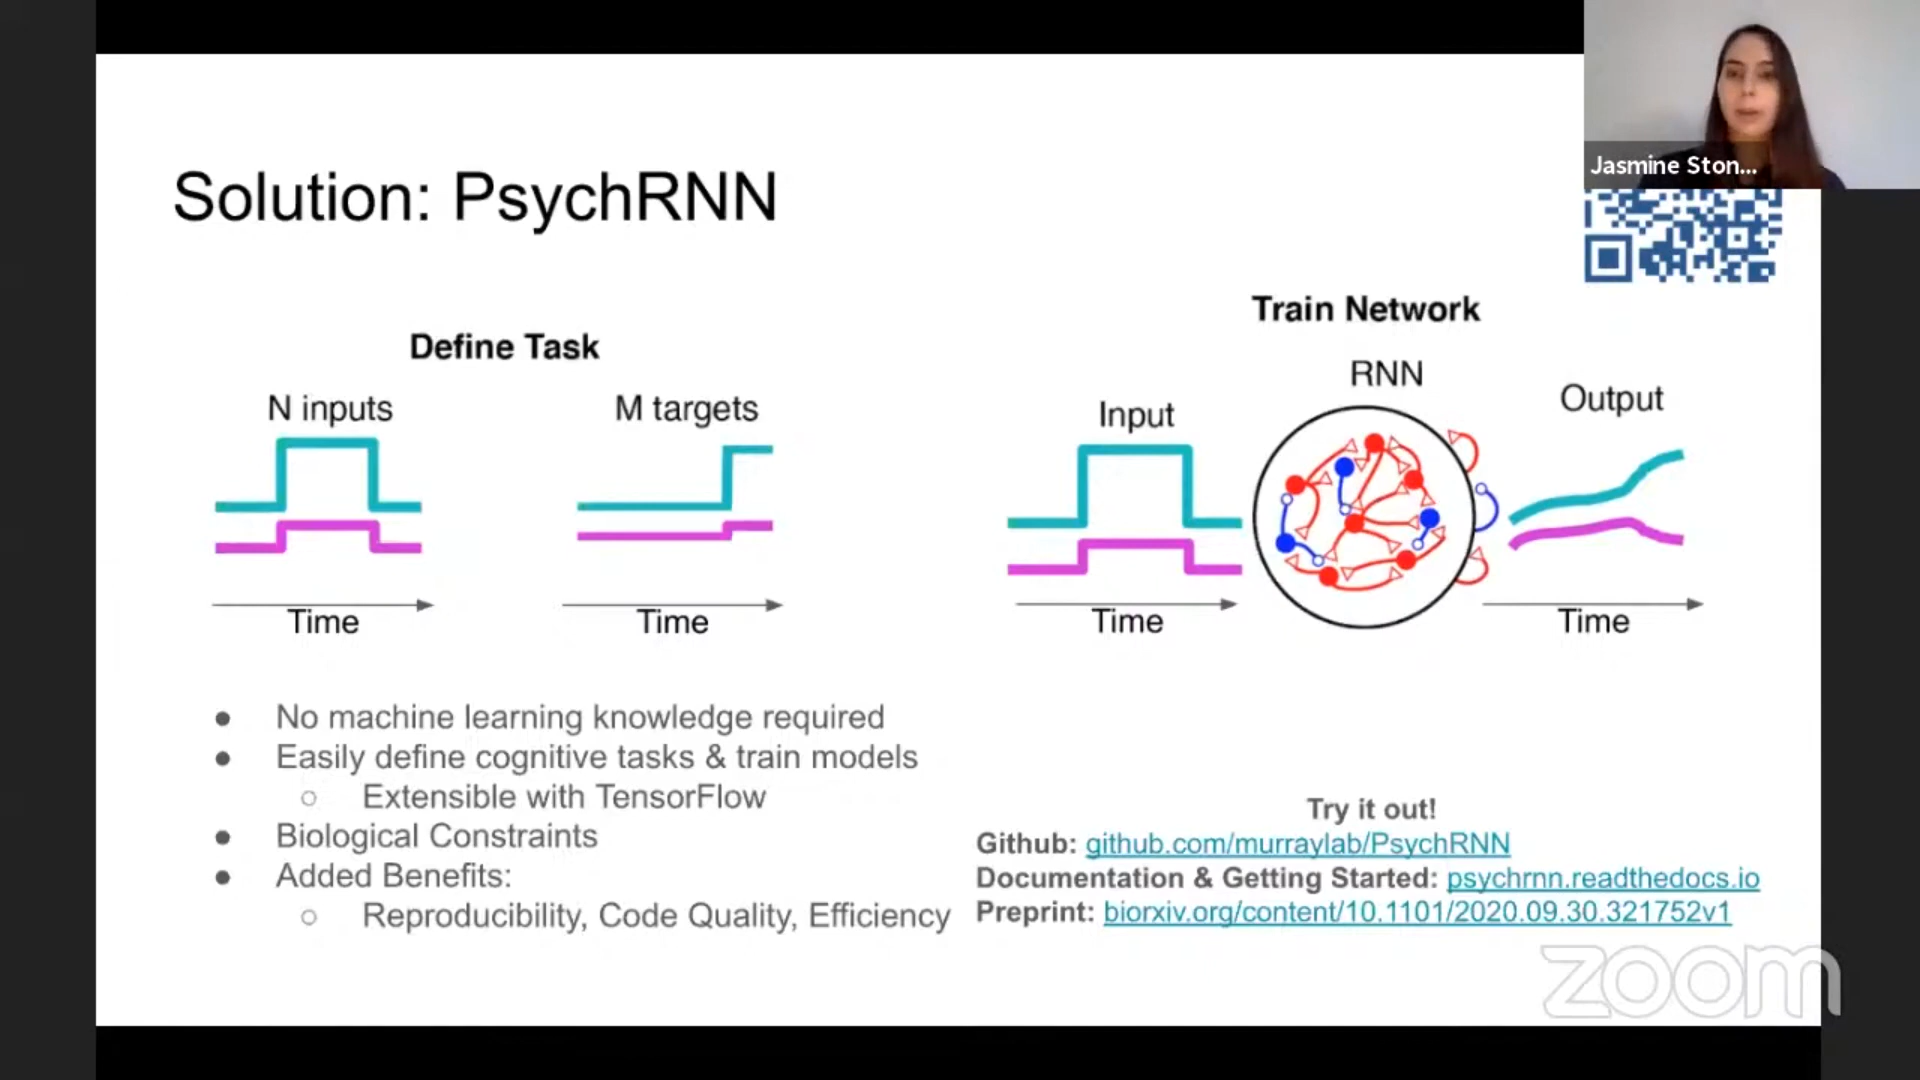 Jasmine Ston...
Solution: PsychRNN
Define Task
N inputs
M targets
Time
Time
Train Network
RNN
Input
Output
Time
Time
● No machine learning knowledge required
● Easily define cognitive tasks & train models
○ Extensible with TensorFlow
● Biological Constraints
● Added Benefits:
○ Reproducibility, Code Quality, Efficiency
Try it out!
Github: github.com/murraylab/PsychRNN
Documentation & Getting Started: psychrnn.readthedocs.io
Preprint: biorxiv.org/content/10.1101/2020.09.30.321752v1
zoom